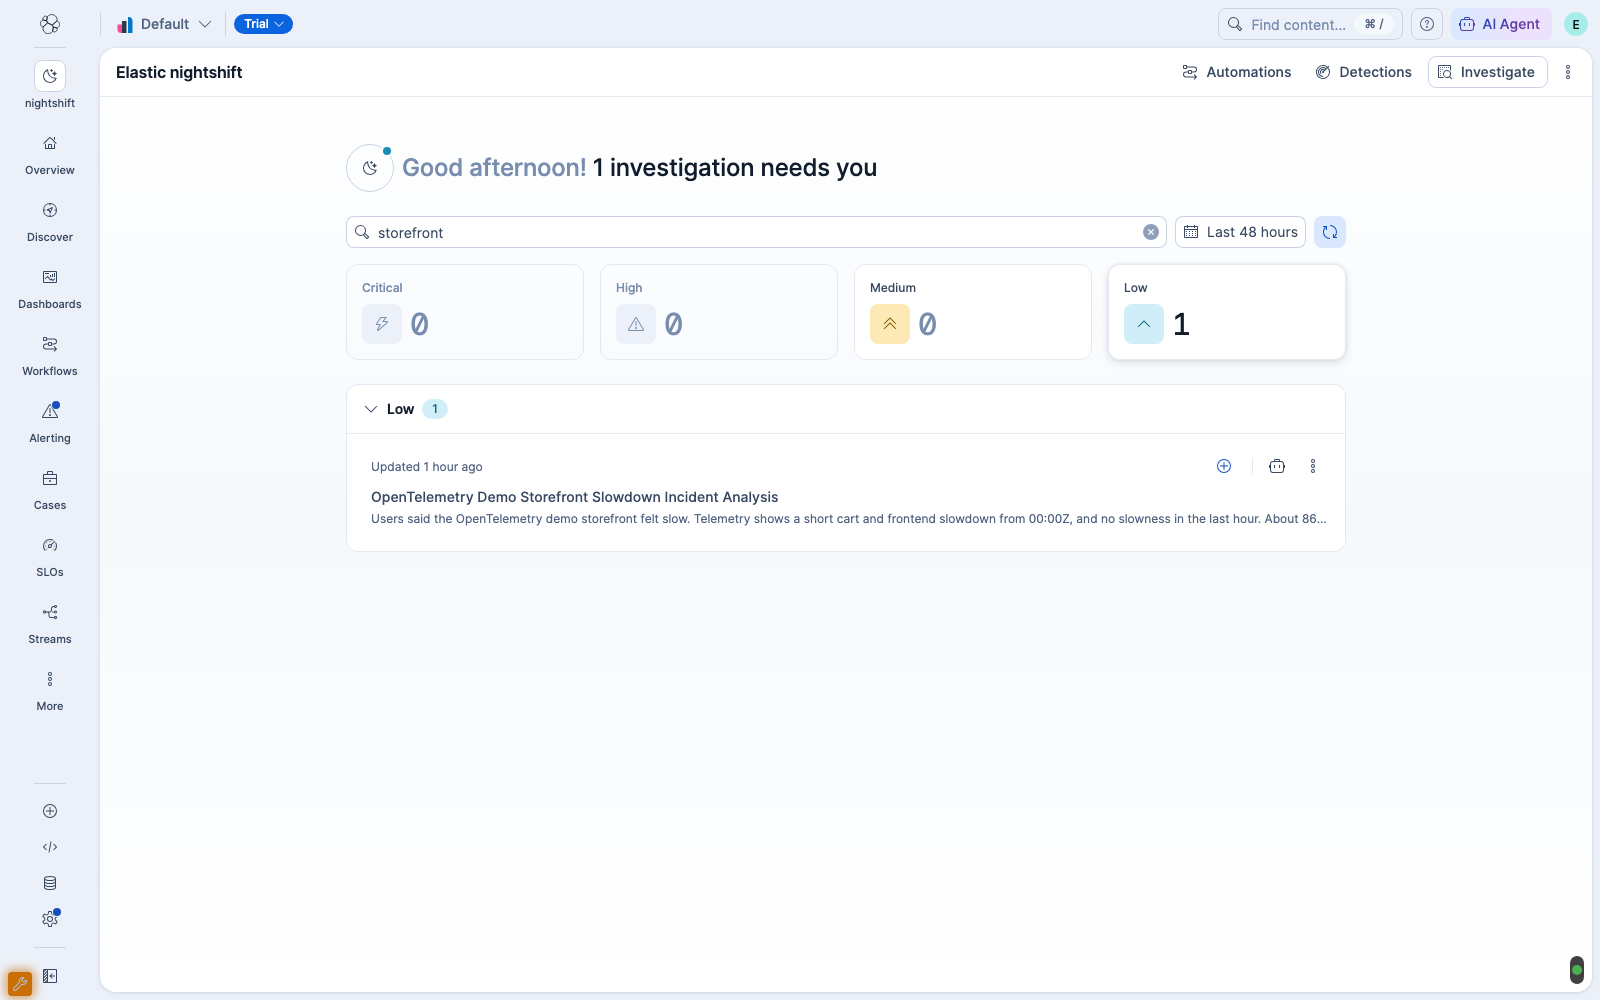 Default
Trial
Find content...
⌘ /
AI Agent
E
Elastic nightshift
Automations
Detections
Investigate
nightshift
Overview
Discover
Dashboards
Workflows
Alerting
Cases
SLOs
Streams
More
Good afternoon! 1 investigation needs you
storefront
Last 48 hours
Critical
0
High
0
Medium
0
Low
1
Low 1
Updated 1 hour ago
OpenTelemetry Demo Storefront Slowdown Incident Analysis
Users said the OpenTelemetry demo storefront felt slow. Telemetry shows a short cart and frontend slowdown from 00:00Z, and no slowness in the last hour. About 86...